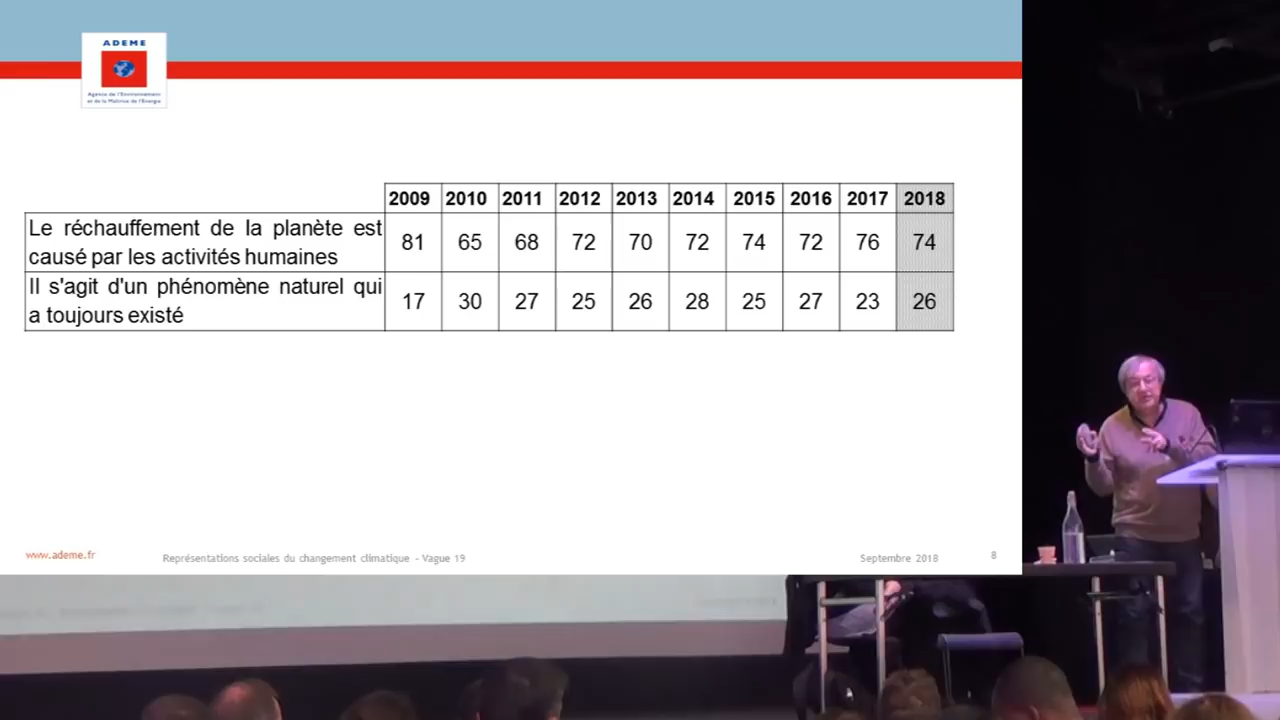 ADEME
Agence de l'Environnement
et de la Maîtrise de l'Energie
2009 2010 2011 2012 2013 2014 2015 2016 2017 2018
Le réchauffement de la planète est
causé par les activités humaines
81 65 68 72 70 72 74 72 76 74
Il s'agit d'un phénomène naturel qui
a toujours existé
17 30 27 25 26 28 25 27 23 26
www.ademe.fr
Représentations sociales du changement climatique - Vague 19
Septembre 2018
8